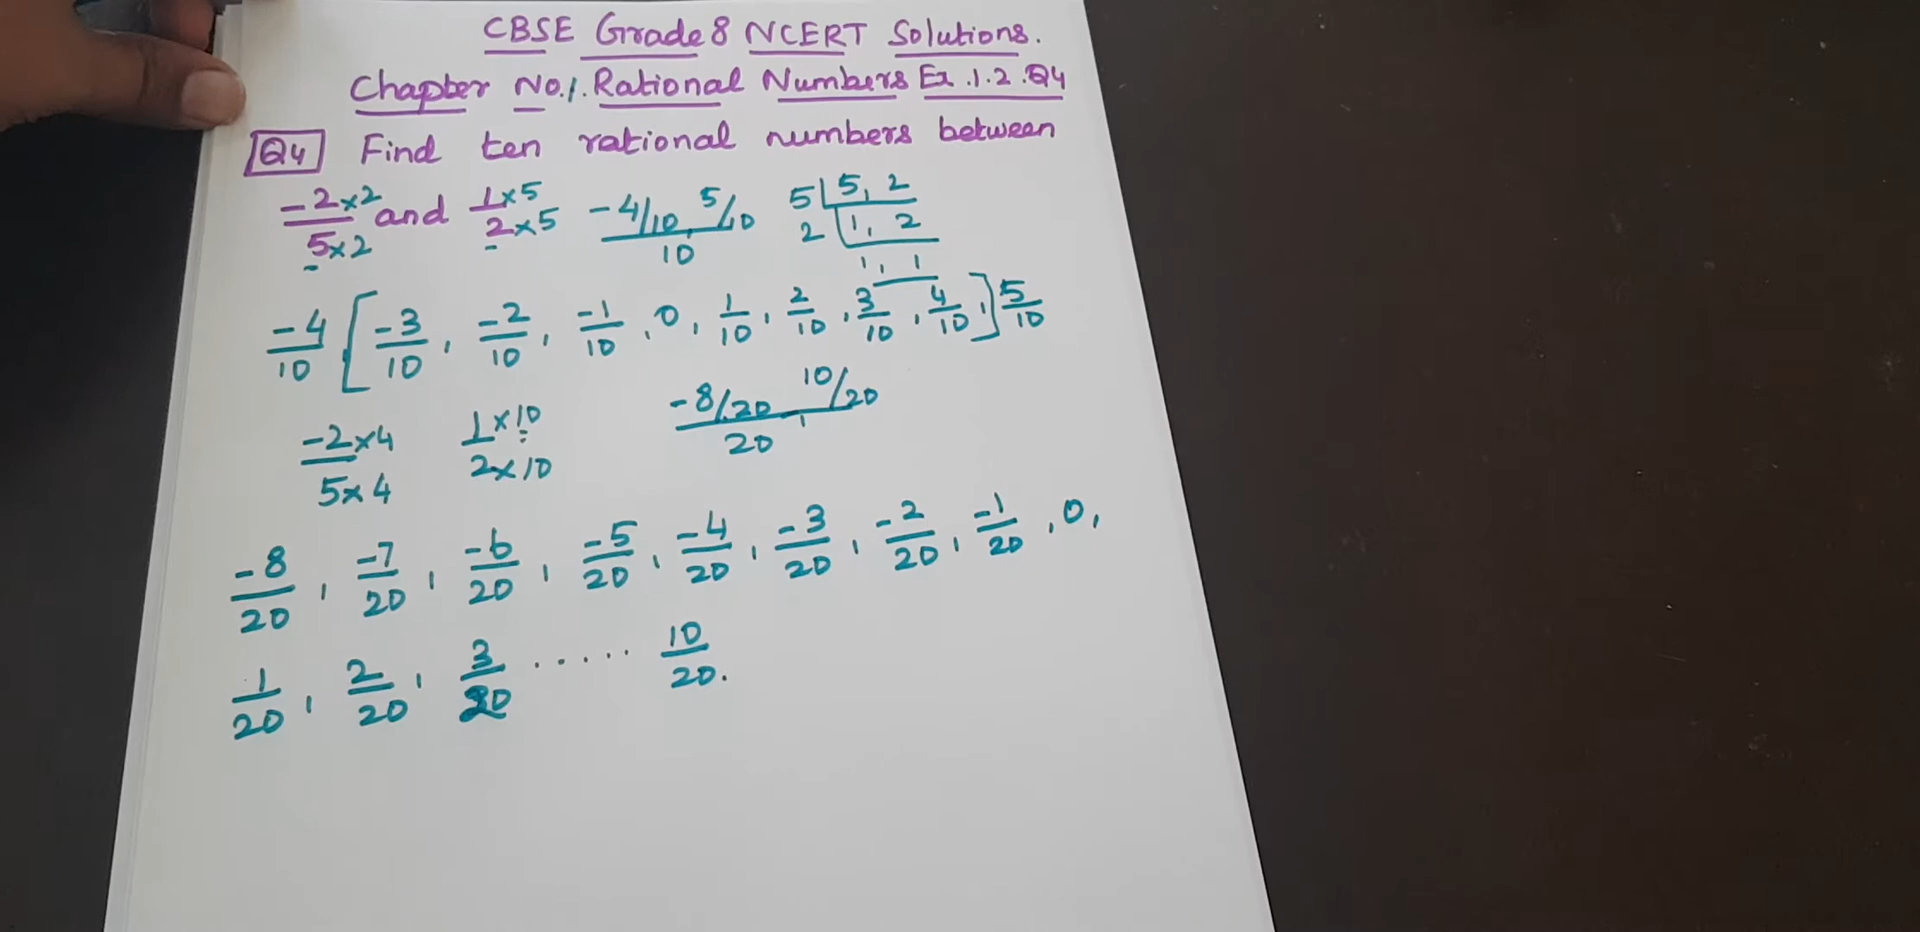 CBSE Grade 8 NCERT Solutions.
Chapter No.1. Rational Numbers Ex.1.2.Q4
Q4 Find ten rational numbers between
-2×2/5×2 and 1×5/2×5 -4/10, 5/10 / 10 5 | 5, 2
2 | 1, 2
1, 1
-4/10 [ -3/10, -2/10, -1/10, 0, 1/10, 2/10, 3/10, 4/10, ] 5/10
-2×4/5×4 1×10/2×10 -8/20, 10/20 / 20
-8/20, -7/20, -6/20, -5/20, -4/20, -3/20, -2/20, -1/20, 0,
1/20, 2/20, 3/20 ..... 10/20.